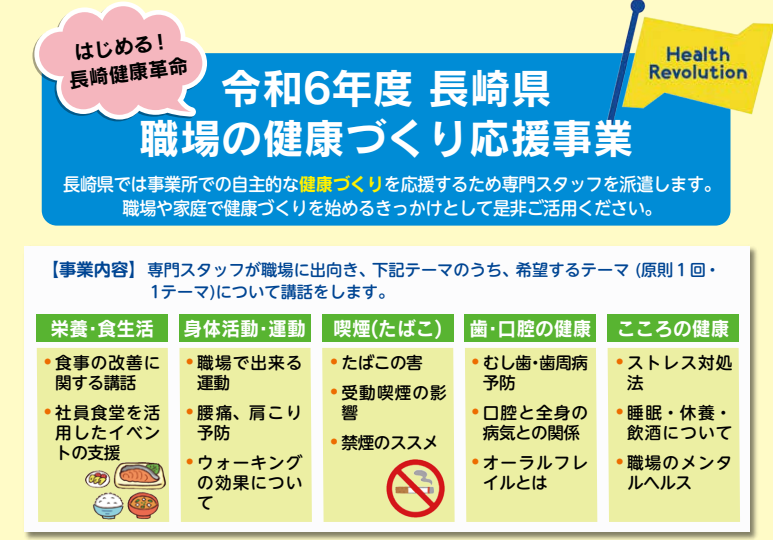 はじめる！
長崎健康革命
Health
Revolution
令和6年度 長崎県
職場の健康づくり応援事業
長崎県では事業所での自主的な健康づくりを応援するため専門スタッフを派遣します。
職場や家庭で健康づくりを始めるきっかけとして是非ご活用ください。
【事業内容】 専門スタッフが職場に出向き、下記テーマのうち、希望するテーマ (原則１回・
1テーマ)について講話をします。
栄養･食生活
•食事の改善に
関する講話
•社員食堂を活
用したイベン
トの支援
身体活動･運動
•職場で出来る
運動
•腰痛、肩こり
予防
•ウォーキング
の効果につい
て
喫煙(たばこ)
•たばこの害
•受動喫煙の影
響
•禁煙のススメ
歯･口腔の健康
•むし歯･歯周病
予防
•口腔と全身の
病気との関係
•オーラルフレ
イルとは
こころの健康
•ストレス対処
法
•睡眠・休養・
飲酒について
•職場のメンタ
ルヘルス